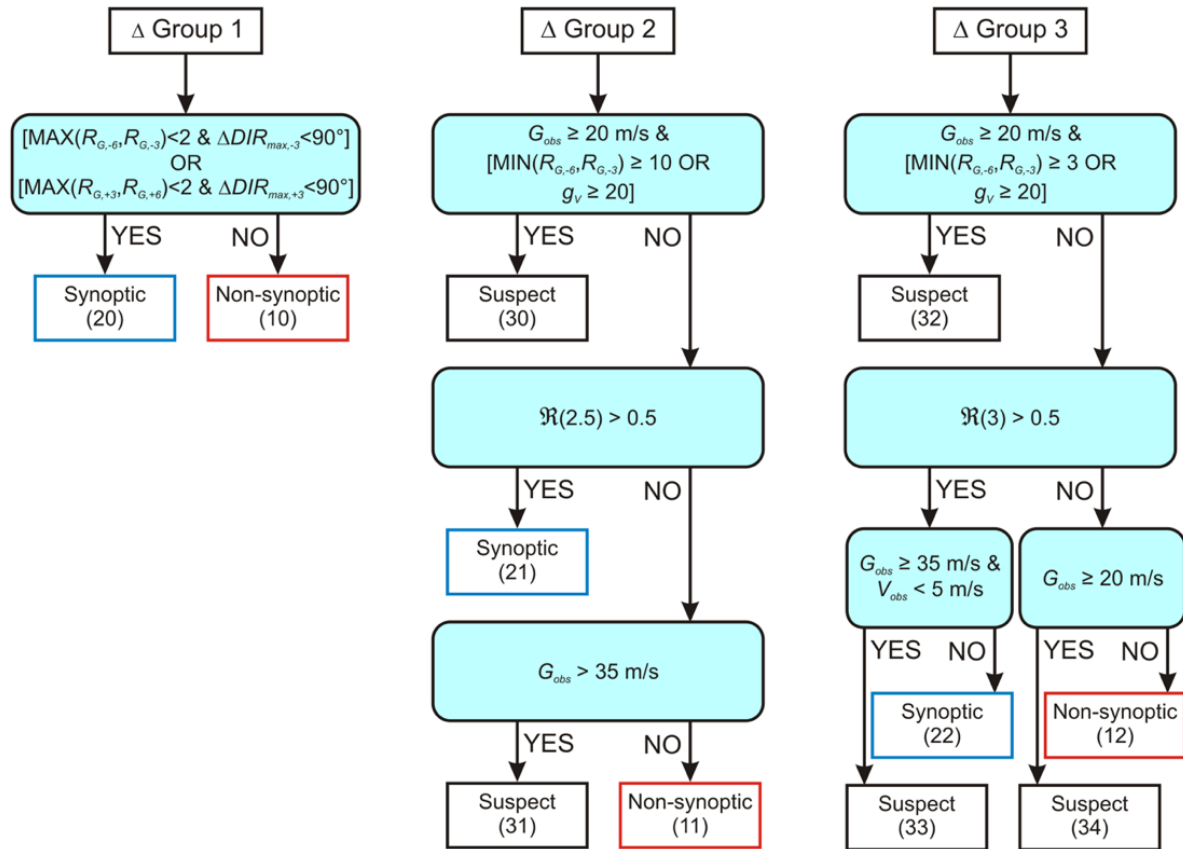 Δ Group 1
[MAX(R_G,-6,R_G,-3)<2 & ΔDIR_max,-3<90°]
OR
[MAX(R_G,+3,R_G,+6)<2 & ΔDIR_max,+3<90°]
YES
NO
Synoptic
(20)
Non-synoptic
(10)
Δ Group 2
G_obs ≥ 20 m/s &
[MIN(R_G,-6,R_G,-3) ≥ 10 OR
g_V ≥ 20]
YES
NO
Suspect
(30)
ℜ(2.5) > 0.5
YES
NO
Synoptic
(21)
G_obs > 35 m/s
YES
NO
Suspect
(31)
Non-synoptic
(11)
Δ Group 3
G_obs ≥ 20 m/s &
[MIN(R_G,-6,R_G,-3) ≥ 3 OR
g_V ≥ 20]
YES
NO
Suspect
(32)
ℜ(3) > 0.5
YES
NO
G_obs ≥ 35 m/s &
V_obs < 5 m/s
G_obs ≥ 20 m/s
YES
NO
YES
NO
Synoptic
(22)
Non-synoptic
(12)
Suspect
(33)
Suspect
(34)